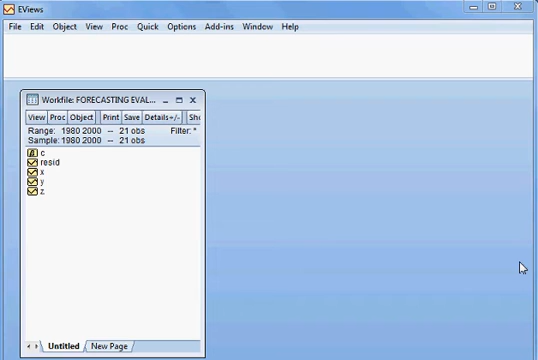 EViews
File Edit Object View Proc Quick Options Add-ins Window Help
Workfile: FORECASTING EVAL...
View Proc Object Print Save Details+/- Sho
Range: 1980 2000 -- 21 obs Filter: *
Sample: 1980 2000 -- 21 obs
c
resid
x
y
z
Untitled New Page